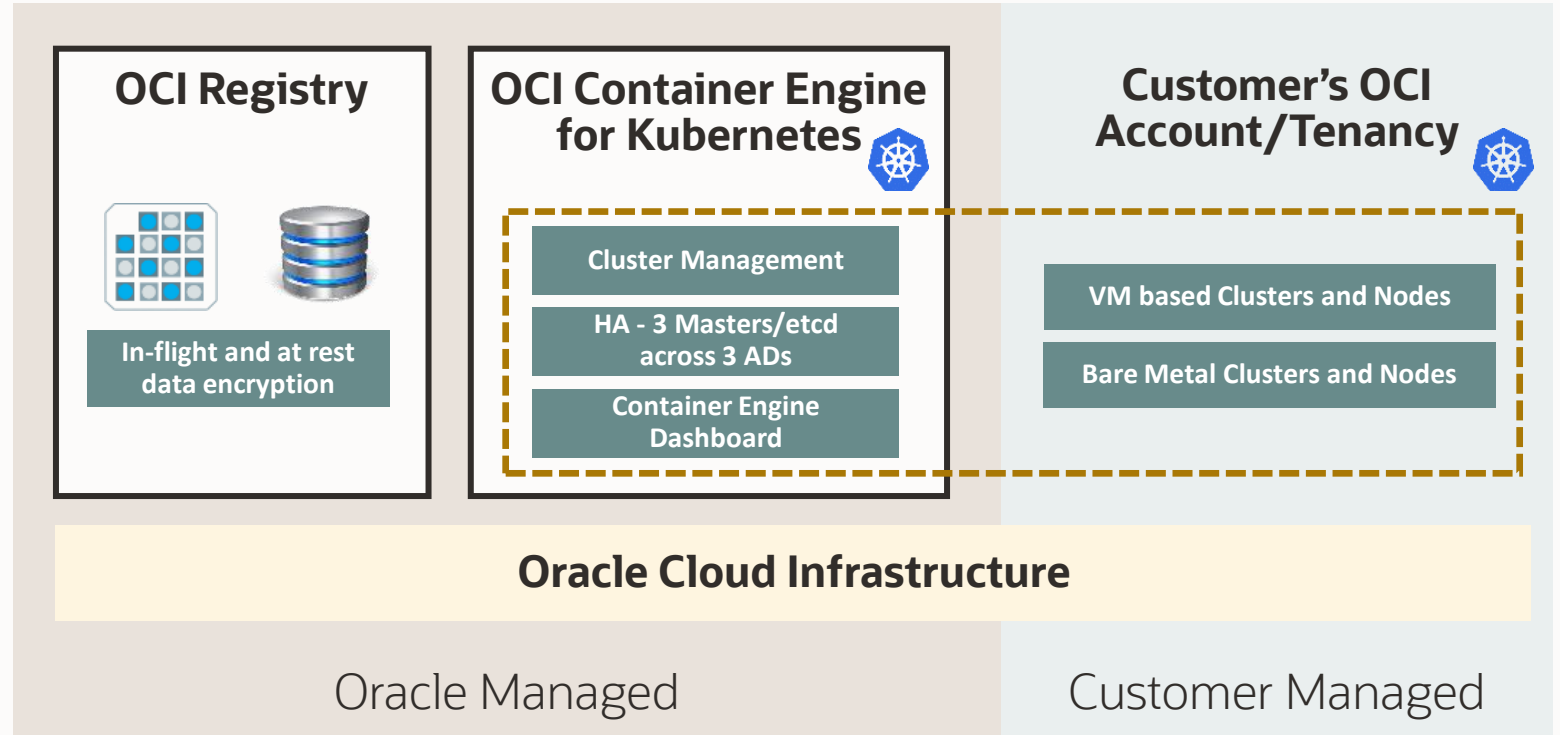 OCI Registry
In-flight and at rest
data encryption
OCI Container Engine
for Kubernetes
Cluster Management
HA - 3 Masters/etcd
across 3 ADs
Container Engine
Dashboard
Customer’s OCI
Account/Tenancy
VM based Clusters and Nodes
Bare Metal Clusters and Nodes
Oracle Cloud Infrastructure
Oracle Managed
Customer Managed